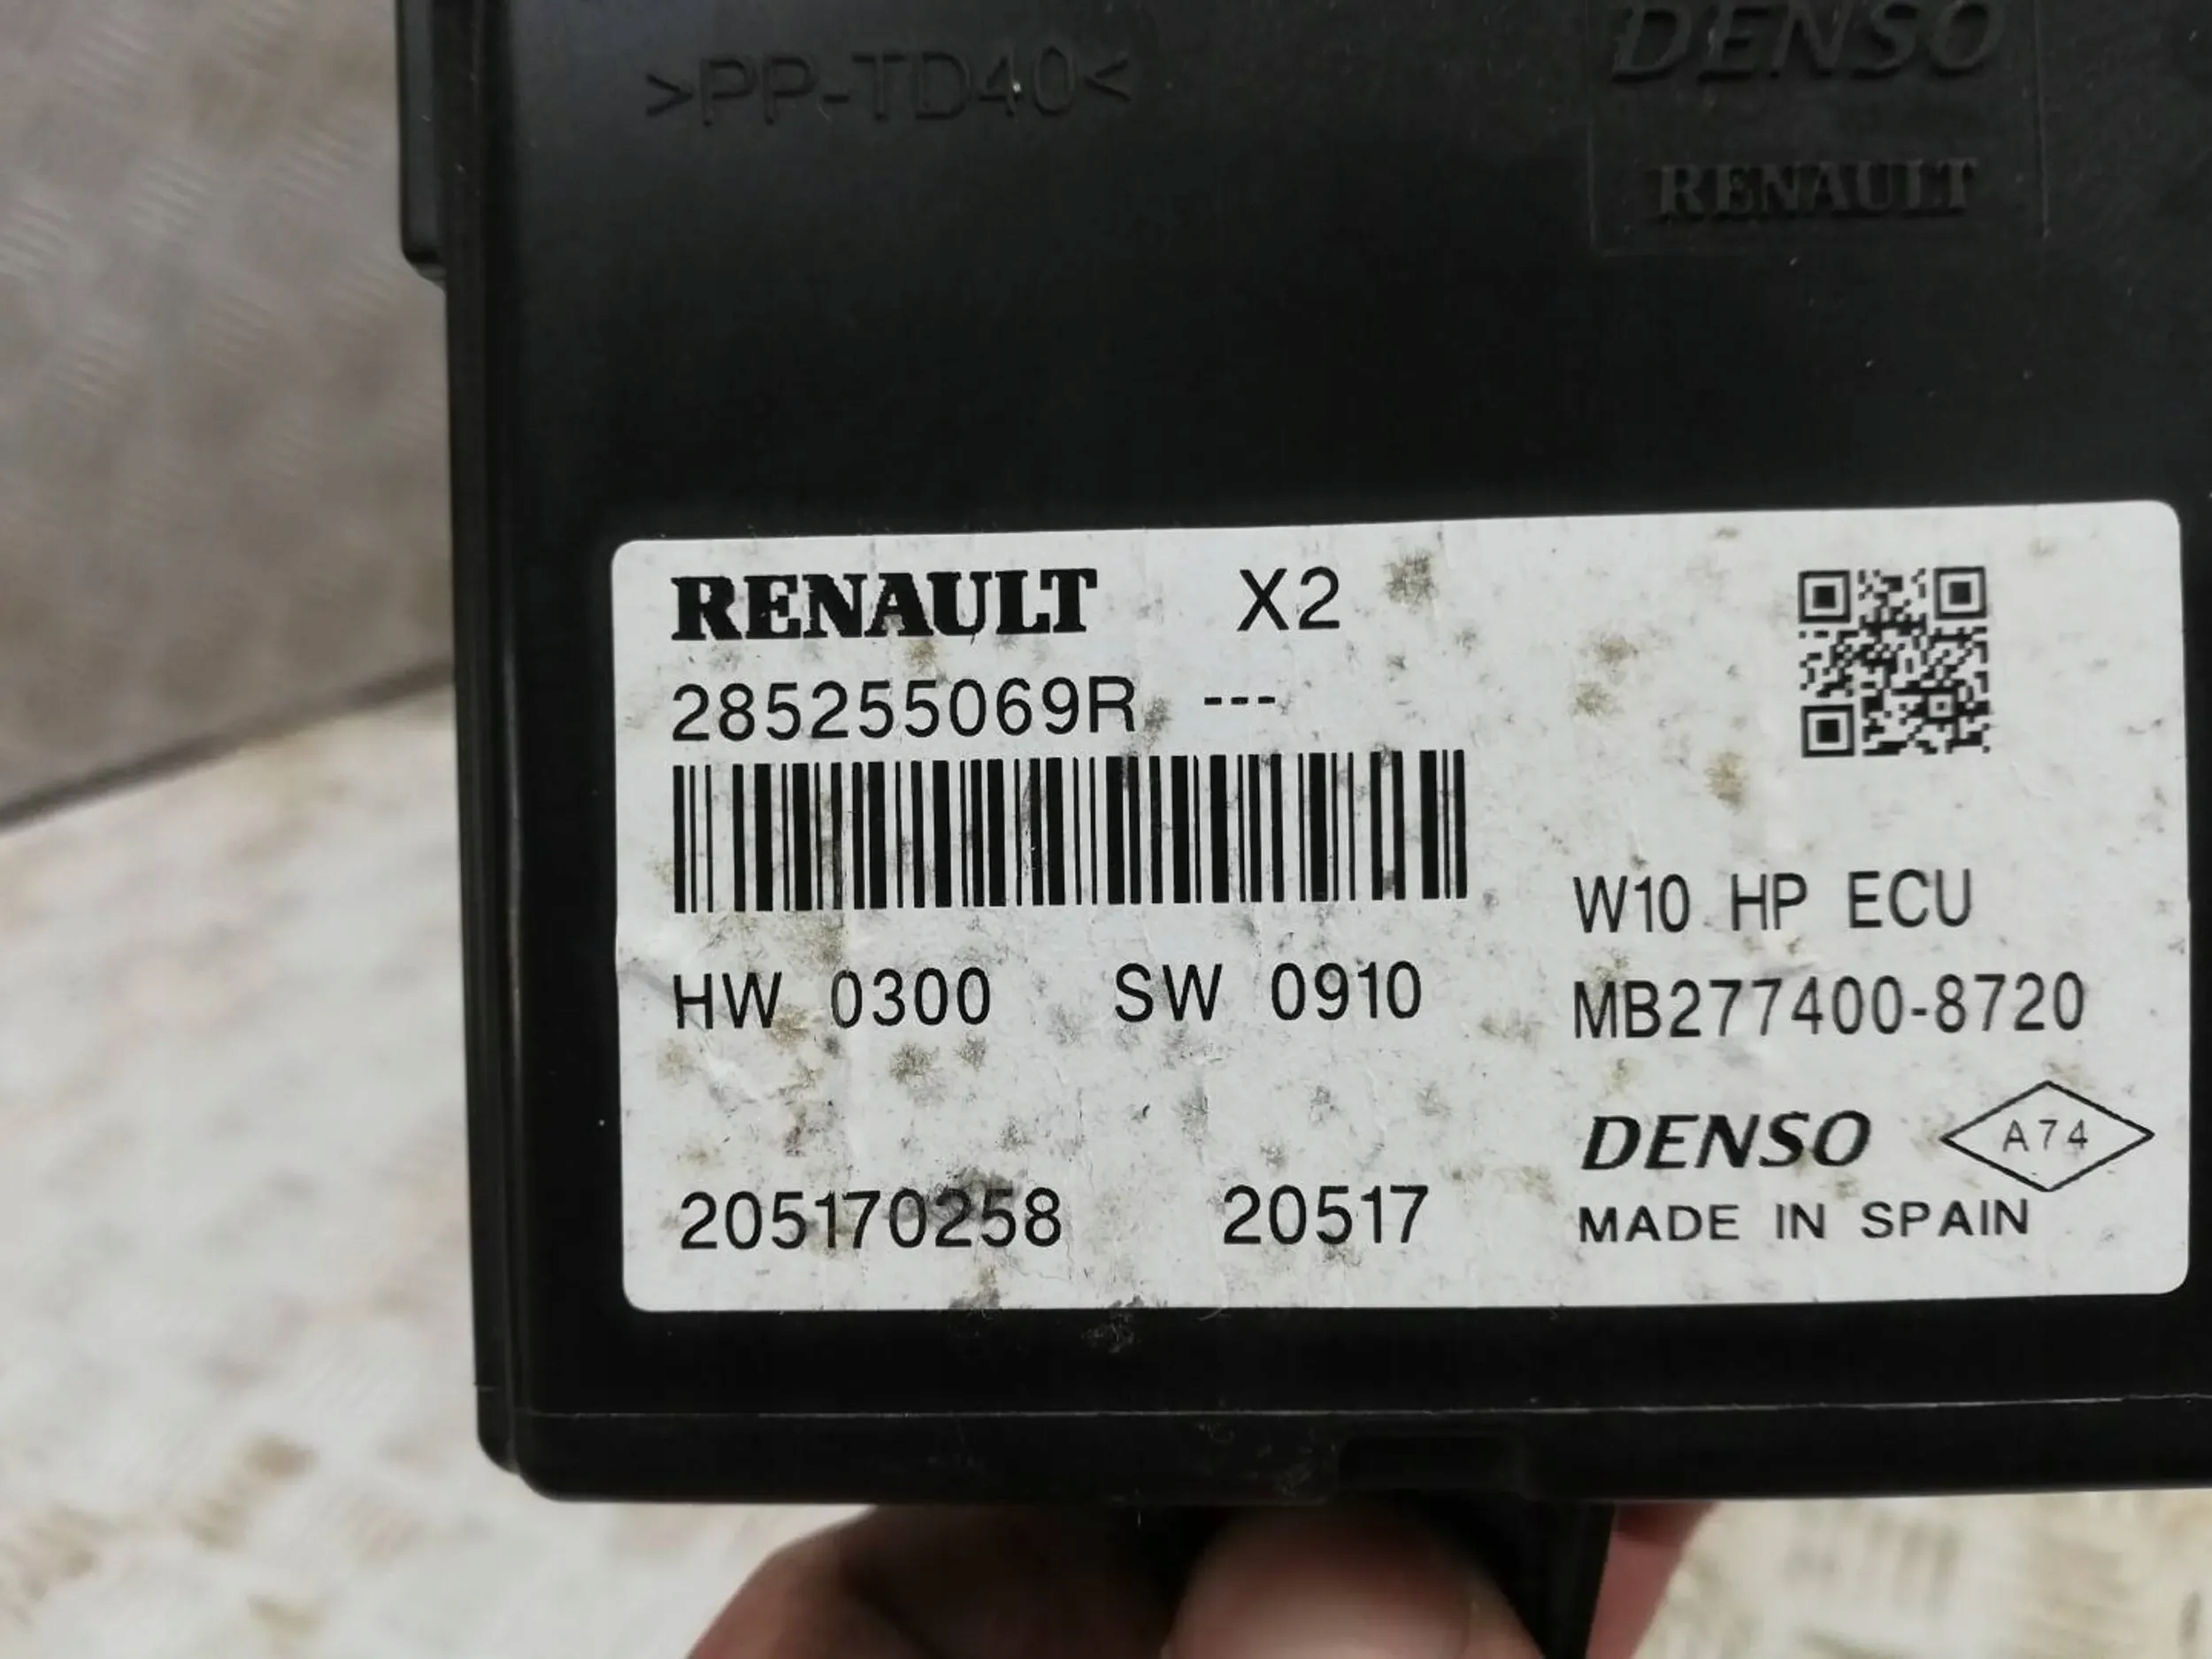 >PP-TD40<
DENSO
RENAULT
RENAULT X2
285255069R ---
W10 HP ECU
HW 0300 SW 0910
MB277400-8720
DENSO A74
205170258 20517
MADE IN SPAIN